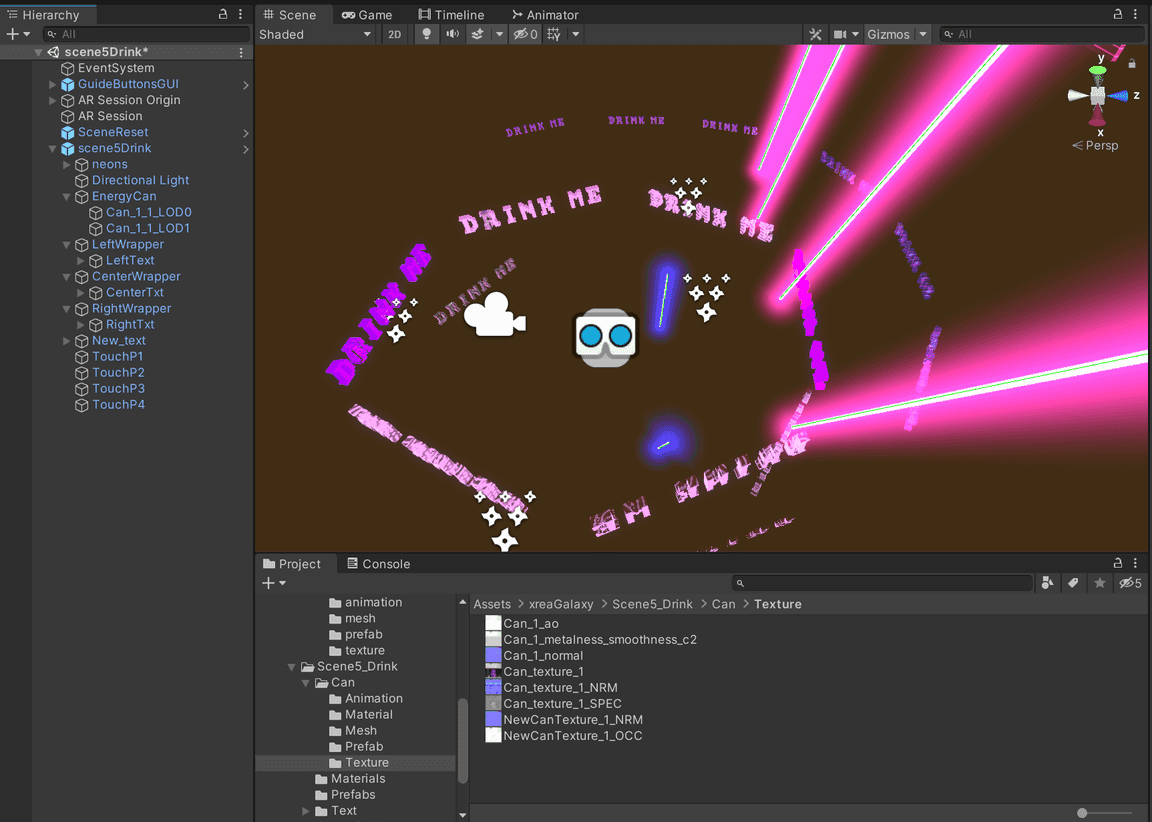 Hierarchy
All
scene5Drink*
EventSystem
GuideButtonsGUI
AR Session Origin
AR Session
SceneReset
scene5Drink
neons
Directional Light
EnergyCan
Can_1_1_LOD0
Can_1_1_LOD1
LeftWrapper
LeftText
CenterWrapper
CenterTxt
RightWrapper
RightTxt
New_text
TouchP1
TouchP2
TouchP3
TouchP4
Scene Game Timeline Animator
Shaded 2D 0 Gizmos All
y
z
x
Persp
DRINK ME DRINK ME DRINK ME
DRINK ME
DRINK ME DRINK ME
DRINK ME
DRINK ME
DRINK ME
Project Console
5
animation
mesh
prefab
texture
Scene5_Drink
Can
Animation
Material
Mesh
Prefab
Texture
Materials
Prefabs
Text
Assets > xreaGalaxy > Scene5_Drink > Can > Texture
Can_1_ao
Can_1_metalness_smoothness_c2
Can_1_normal
Can_texture_1
Can_texture_1_NRM
Can_texture_1_SPEC
NewCanTexture_1_NRM
NewCanTexture_1_OCC